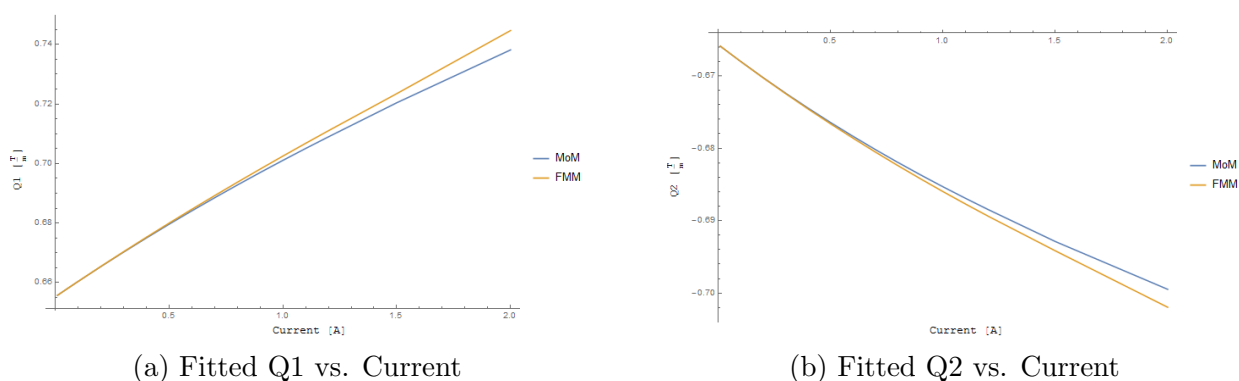 0.74
0.72
0.70
0.68
0.66
Q1 [T/m]
0.5
1.0
1.5
2.0
Current [A]
MoM
FMM
(a) Fitted Q1 vs. Current
0.5
1.0
1.5
2.0
-0.67
-0.68
-0.69
-0.70
Q2 [T/m]
Current [A]
MoM
FMM
(b) Fitted Q2 vs. Current